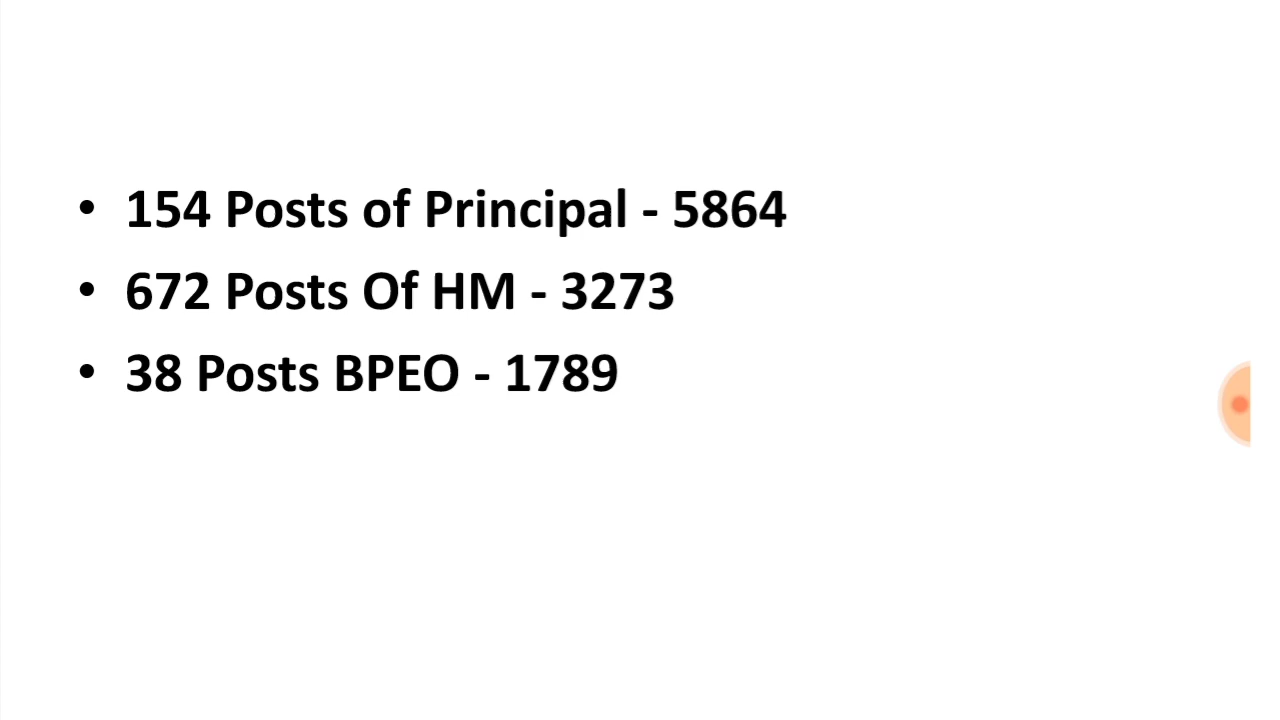 • 154 Posts of Principal - 5864
• 672 Posts Of HM - 3273
• 38 Posts BPEO - 1789